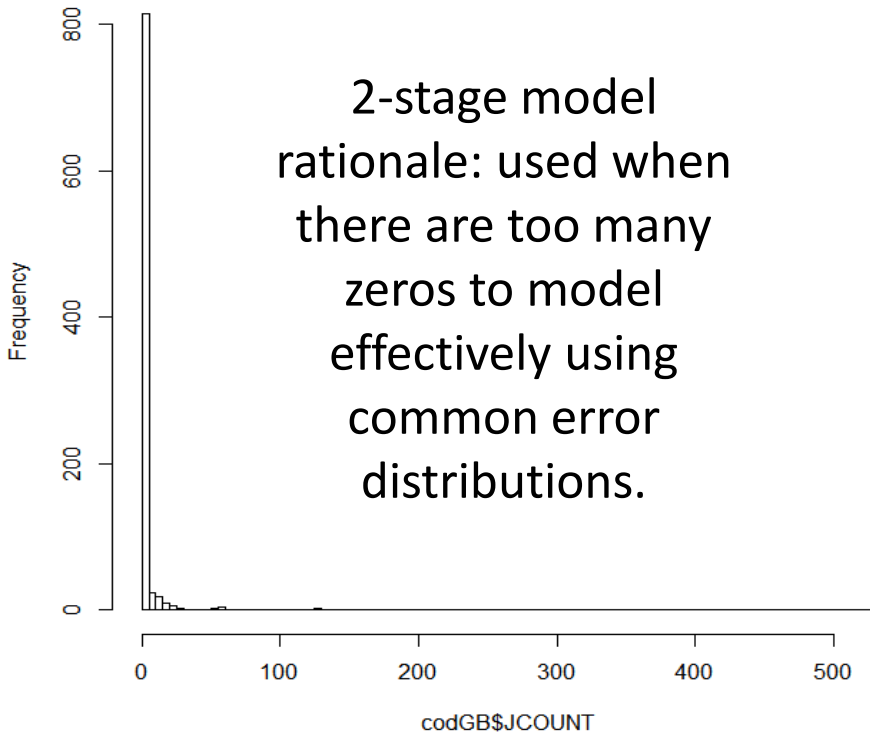 2-stage model
rationale: used when
there are too many
zeros to model
effectively using
common error
distributions.
Frequency
800
600
400
200
0
0 100 200 300 400 500
codGB$JCOUNT